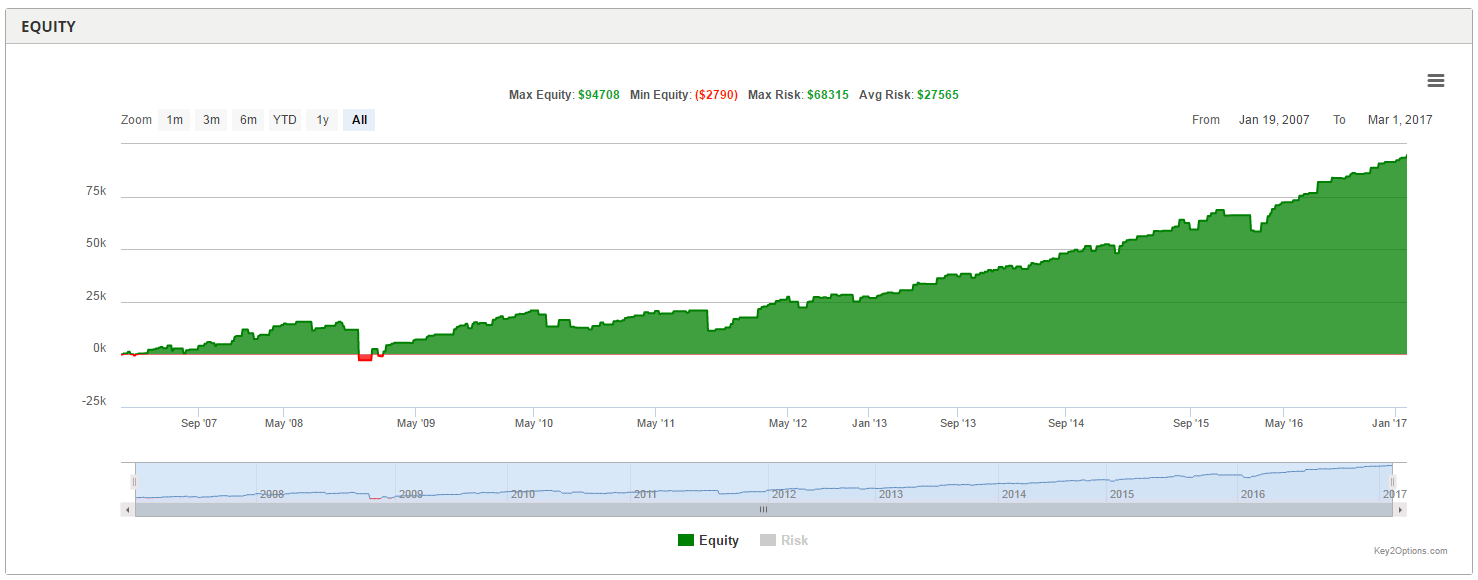 EQUITY
Max Equity: $94708 Min Equity: ($2790) Max Risk: $68315 Avg Risk: $27565
Zoom 1m 3m 6m YTD 1y All From Jan 19, 2007 To Mar 1, 2017
75k
50k
25k
0k
-25k
Sep '07 May '08 May '09 May '10 May '11 May '12 Jan '13 Sep '13 Sep '14 Sep '15 May '16 Jan '17
2008 2009 2010 2011 2012 2013 2014 2015 2016 2017
Equity Risk
Key2Options.com